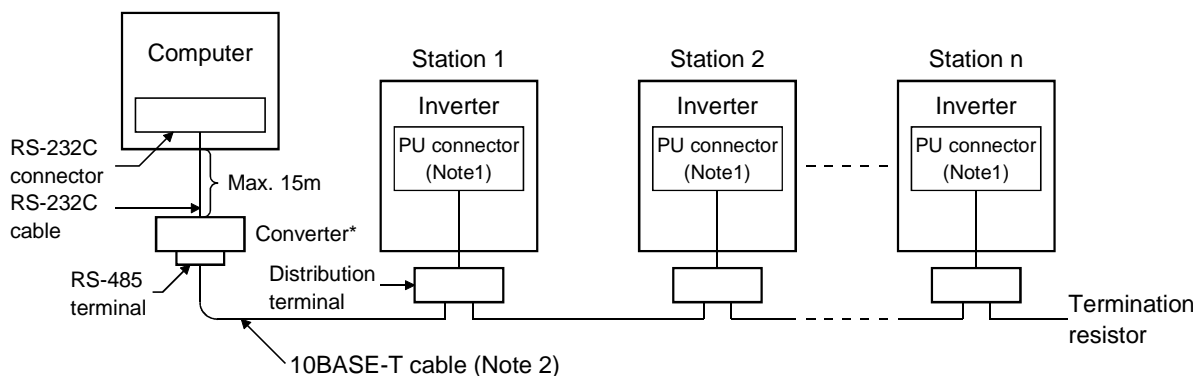 Computer
RS-232C
connector
RS-232C
cable
Max. 15m
Converter*
RS-485
terminal
10BASE-T cable (Note 2)
Distribution
terminal
Station 1
Inverter
PU connector
(Note1)
Station 2
Inverter
PU connector
(Note1)
Station n
Inverter
PU connector
(Note1)
Termination
resistor